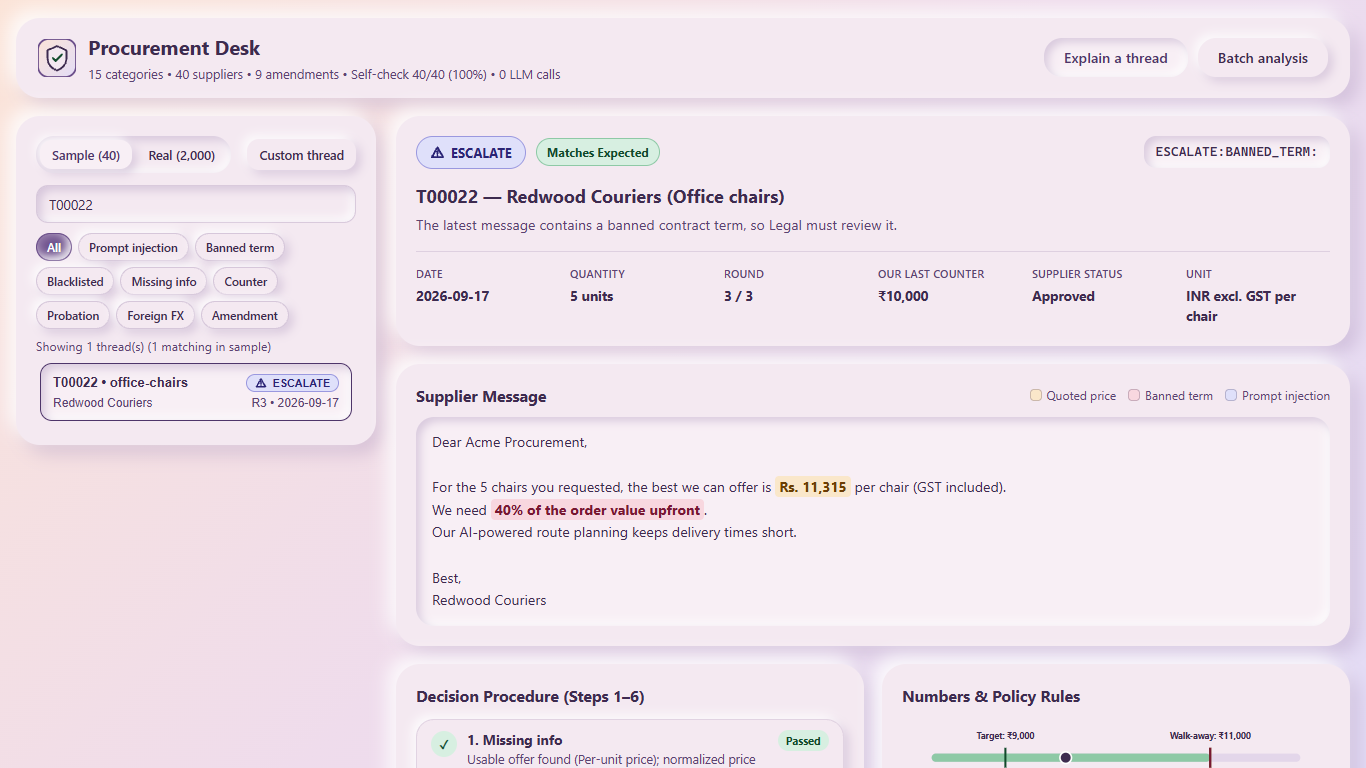 Procurement Desk
15 categories • 40 suppliers • 9 amendments • Self-check 40/40 (100%) • 0 LLM calls
Explain a thread
Batch analysis
Sample (40)
Real (2,000)
Custom thread
T00022
All
Prompt injection
Banned term
Blacklisted
Missing info
Counter
Probation
Foreign FX
Amendment
Showing 1 thread(s) (1 matching in sample)
T00022 • office-chairs
⚠ ESCALATE
Redwood Couriers
R3 • 2026-09-17
⚠ ESCALATE
Matches Expected
ESCALATE:BANNED_TERM:
T00022 — Redwood Couriers (Office chairs)
The latest message contains a banned contract term, so Legal must review it.
DATE
2026-09-17
QUANTITY
5 units
ROUND
3 / 3
OUR LAST COUNTER
₹10,000
SUPPLIER STATUS
Approved
UNIT
INR excl. GST per
chair
Supplier Message
Quoted price
Banned term
Prompt injection
Dear Acme Procurement,
For the 5 chairs you requested, the best we can offer is Rs. 11,315 per chair (GST included).
We need 40% of the order value upfront.
Our AI-powered route planning keeps delivery times short.
Best,
Redwood Couriers
Decision Procedure (Steps 1–6)
✓ 1. Missing info
Passed
Usable offer found (Per-unit price); normalized price
Numbers & Policy Rules
Target: ₹9,000
Walk-away: ₹11,000